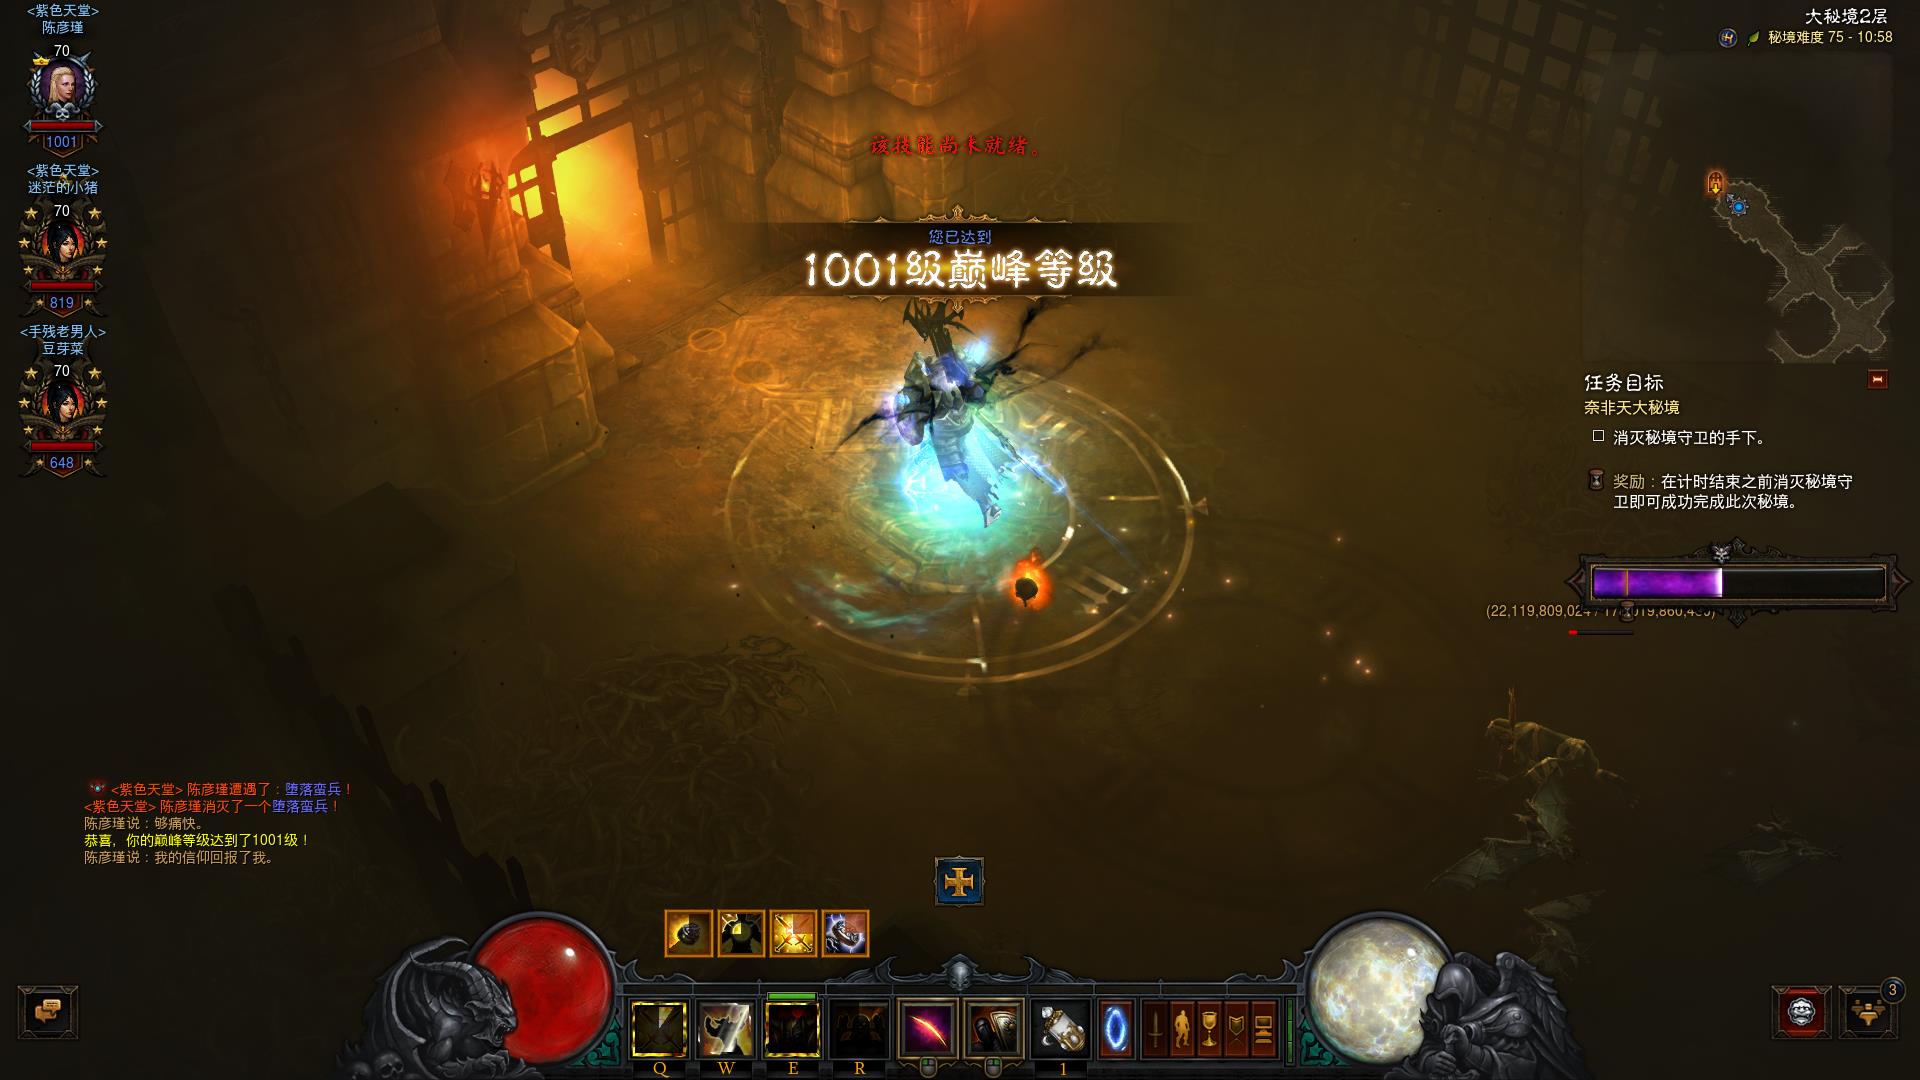 <紫色天堂>
陈彦瑾
70
1001
<紫色天堂>
迷茫的小猪
70
819
<手残老男人>
豆芽菜
70
648
大秘境2层
秘境难度 75 - 10:58
该技能尚未就绪。
您已达到
1001级巅峰等级
任务目标
奈非天大秘境
消灭秘境守卫的手下。
奖励：在计时结束之前消灭秘境守
卫即可成功完成此次秘境。
<紫色天堂> 陈彦瑾遭遇了：堕落蛮兵！
<紫色天堂> 陈彦瑾消灭了一个堕落蛮兵！
陈彦瑾说：够痛快。
恭喜，你的巅峰等级达到了1001级！
陈彦瑾说：我的信仰回报了我。
Q W E R 1
3